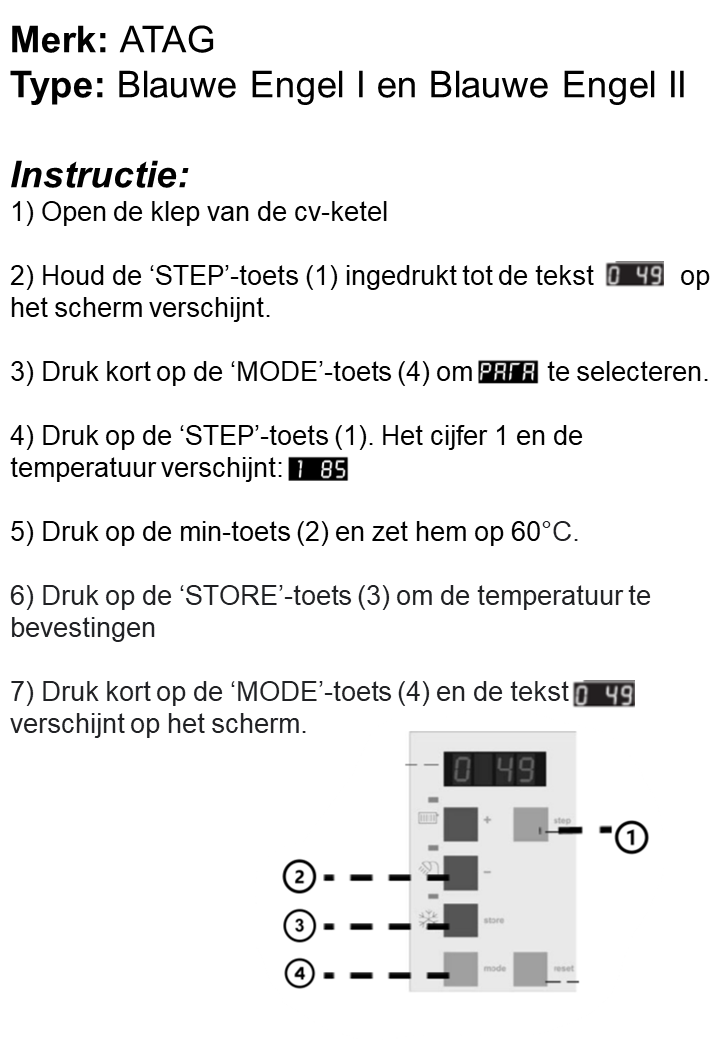 Merk: ATAG
Type: Blauwe Engel I en Blauwe Engel II
Instructie:
1) Open de klep van de cv-ketel
2) Houd de ‘STEP’-toets (1) ingedrukt tot de tekst 0 49 op
het scherm verschijnt.
3) Druk kort op de ‘MODE’-toets (4) om PARA te selecteren.
4) Druk op de ‘STEP’-toets (1). Het cijfer 1 en de
temperatuur verschijnt: 1 85
5) Druk op de min-toets (2) en zet hem op 60°C.
6) Druk op de ‘STORE’-toets (3) om de temperatuur te
bevestingen
7) Druk kort op de ‘MODE’-toets (4) en de tekst 0 49
verschijnt op het scherm.
0 49
+ step
1
2 –
3 store
4 mode reset